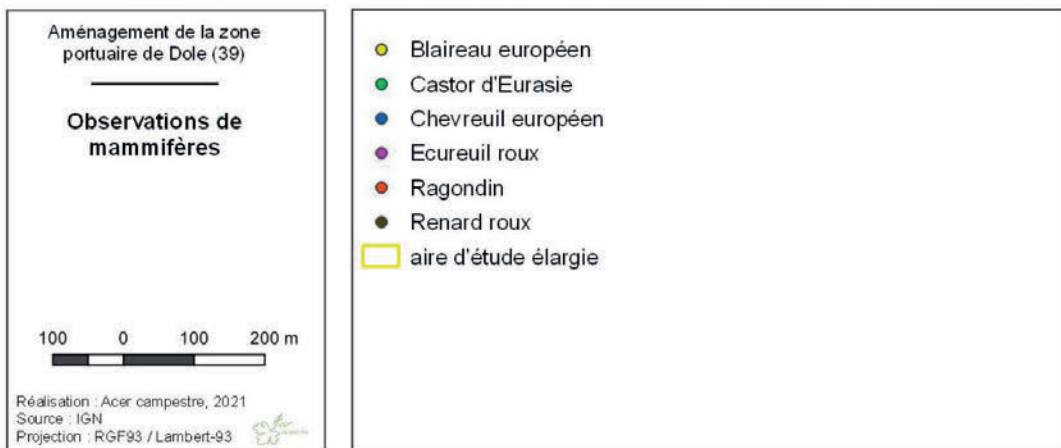 Aménagement de la zone
portuaire de Dole (39)
Observations de
mammifères
100 0 100 200 m
Réalisation : Acer campestre, 2021
Source : IGN
Projection : RGF93 / Lambert-93
Blaireau européen
Castor d'Eurasie
Chevreuil européen
Ecureuil roux
Ragondin
Renard roux
aire d'étude élargie